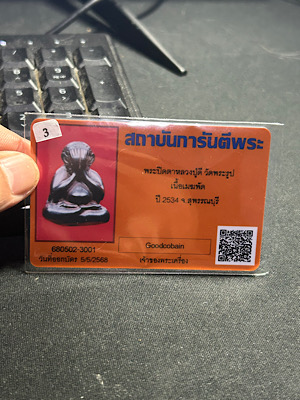 3
สถาบันการันตีพระ
พระปิดตาหลวงปู่ดี วัดพระรูป
เนื้อเมฆพัด
ปี 2534 จ.สุพรรณบุรี
680502-3001
Goodoobain
วันที่ออกบัตร 5/5/2568
เจ้าของพระเครื่อง